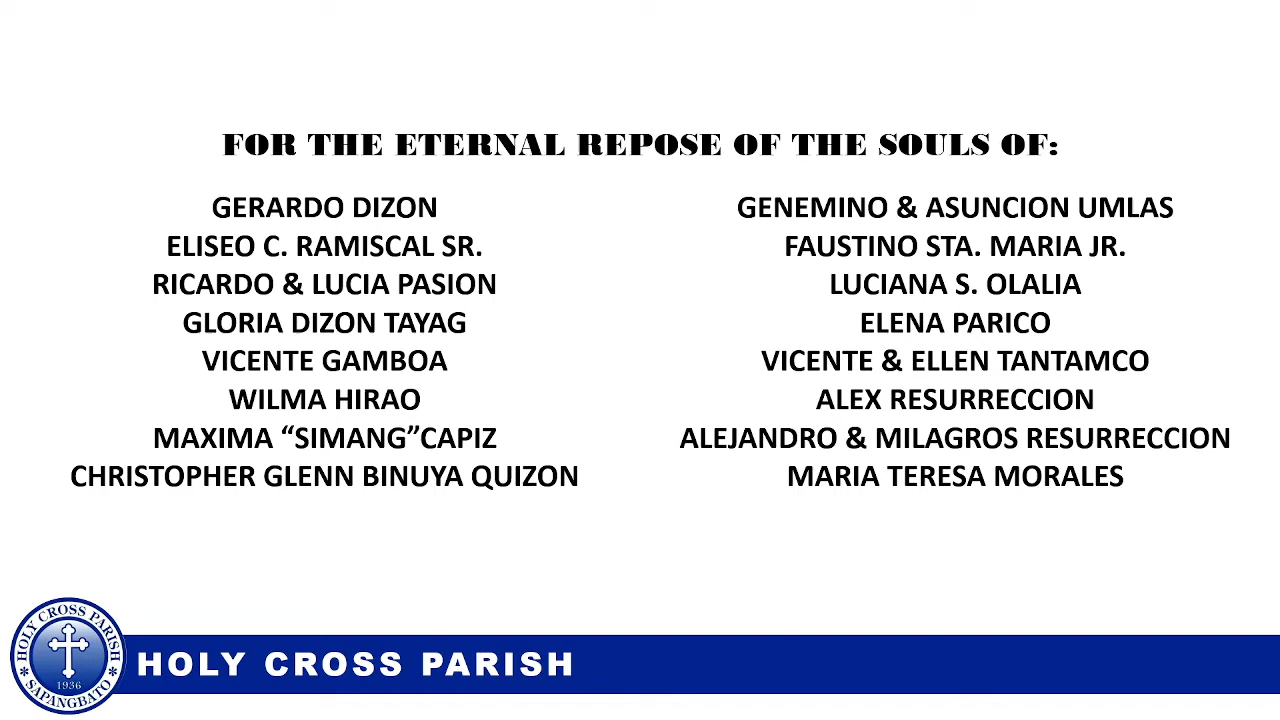 FOR THE ETERNAL REPOSE OF THE SOULS OF:
GERARDO DIZON
ELISEO C. RAMISCAL SR.
RICARDO & LUCIA PASION
GLORIA DIZON TAYAG
VICENTE GAMBOA
WILMA HIRAO
MAXIMA “SIMANG”CAPIZ
CHRISTOPHER GLENN BINUYA QUIZON
GENEMINO & ASUNCION UMLAS
FAUSTINO STA. MARIA JR.
LUCIANA S. OLALIA
ELENA PARICO
VICENTE & ELLEN TANTAMCO
ALEX RESURRECCION
ALEJANDRO & MILAGROS RESURRECCION
MARIA TERESA MORALES
HOLY CROSS PARISH
1936
SAPANGBATO
HOLY CROSS PARISH